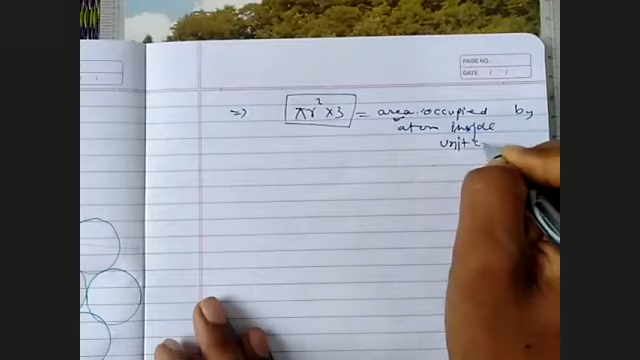 PAGE NO.
DATE / /
=> πr² x 3 = area occupied by
atom inside
unit c